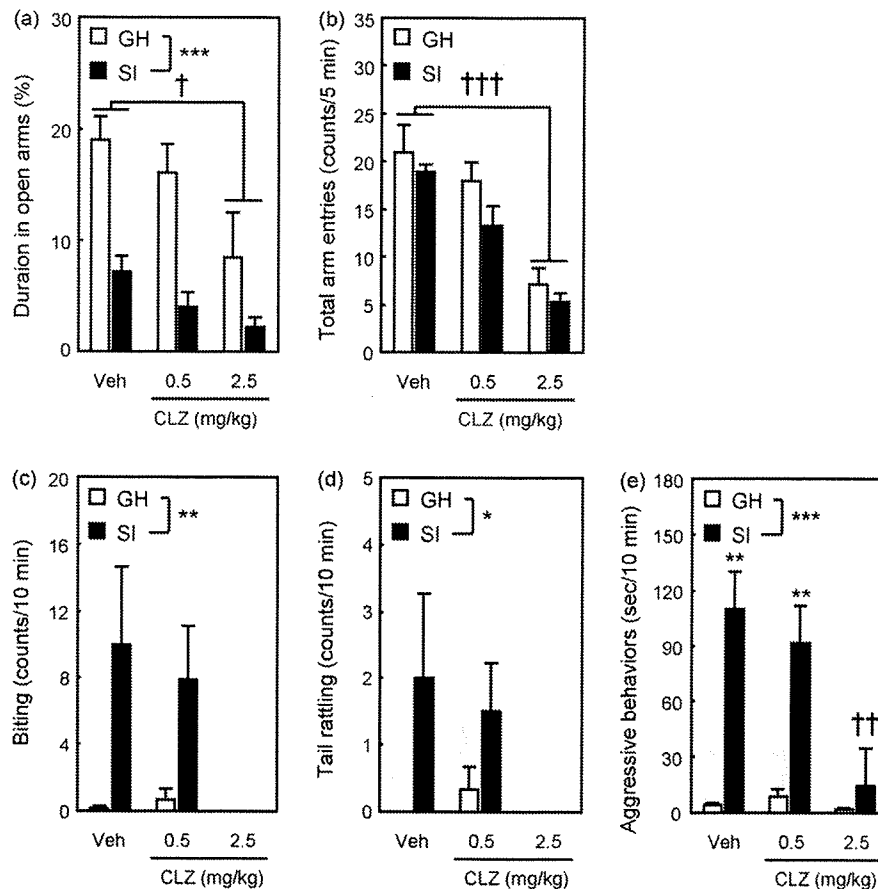 (a)
30
20
10
0
Duraion in open arms (%)
GH
SI
***
†
Veh
0.5
2.5
CLZ (mg/kg)
(b)
35
30
25
20
15
10
5
0
Total arm entries (counts/5 min)
GH
SI
†††
Veh
0.5
2.5
CLZ (mg/kg)
(c)
20
16
12
8
4
0
Biting (counts/10 min)
GH
SI
**
Veh
0.5
2.5
CLZ (mg/kg)
(d)
5
4
3
2
1
0
Tail rattling (counts/10 min)
GH
SI
*
Veh
0.5
2.5
CLZ (mg/kg)
(e)
180
150
120
90
60
30
0
Aggressive behaviors (sec/10 min)
GH
SI
***
**
**
††
Veh
0.5
2.5
CLZ (mg/kg)